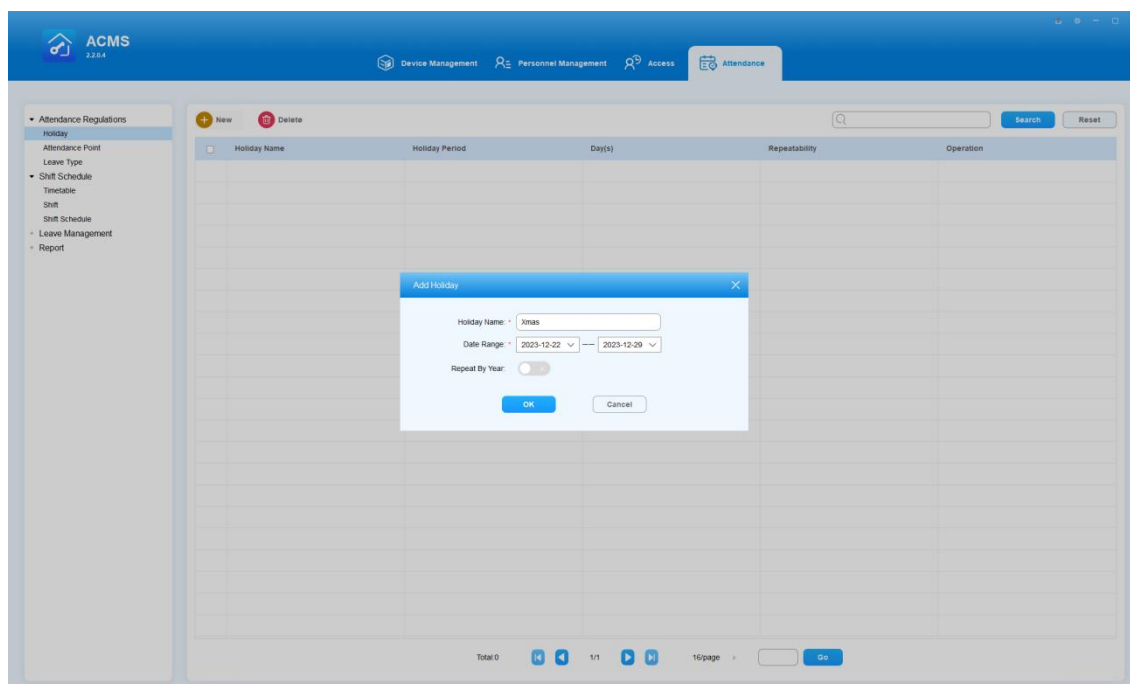 ACMS
2.2.0.4
Device Management Personnel Management Access Attendance
Attendance Regulations
Holiday
Attendance Point
Leave Type
Shift Schedule
Timetable
Shift
Shift Schedule
Leave Management
Report
New Delete Search Reset
Holiday Name Holiday Period Day(s) Repeatability Operation
Add Holiday
Holiday Name: * Xmas
Date Range: * 2023-12-22 — 2023-12-29
Repeat By Year:
OK Cancel
Total:0 1/1 16/page Go